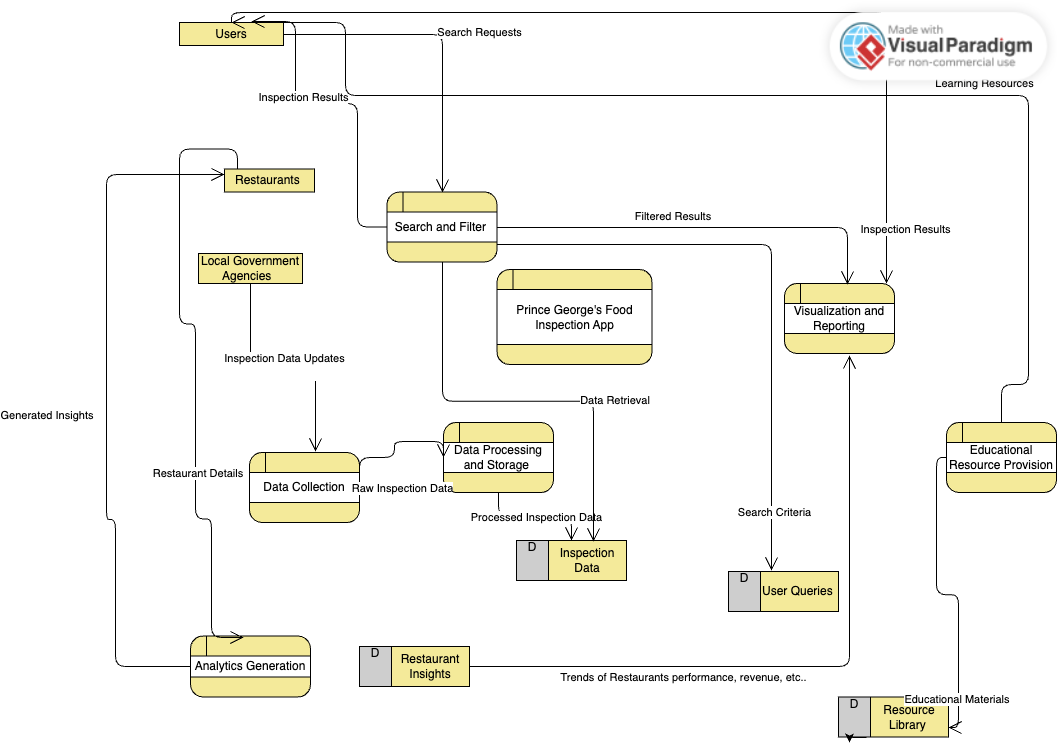 Made with
VisualParadigm
For non-commercial use
Users
Search Requests
Learning Resources
Inspection Results
Restaurants
Search and Filter
Filtered Results
Inspection Results
Local Government
Agencies
Prince George's Food
Inspection App
Visualization and
Reporting
Inspection Data Updates
Data Retrieval
Generated Insights
Data Processing
and Storage
Educational
Resource Provision
Restaurant Details
Data Collection
Raw Inspection Data
Processed Inspection Data
Search Criteria
D
Inspection
Data
D
User Queries
Analytics Generation
D
Restaurant
Insights
Trends of Restaurants performance, revenue, etc..
Educational Materials
D
Resource
Library